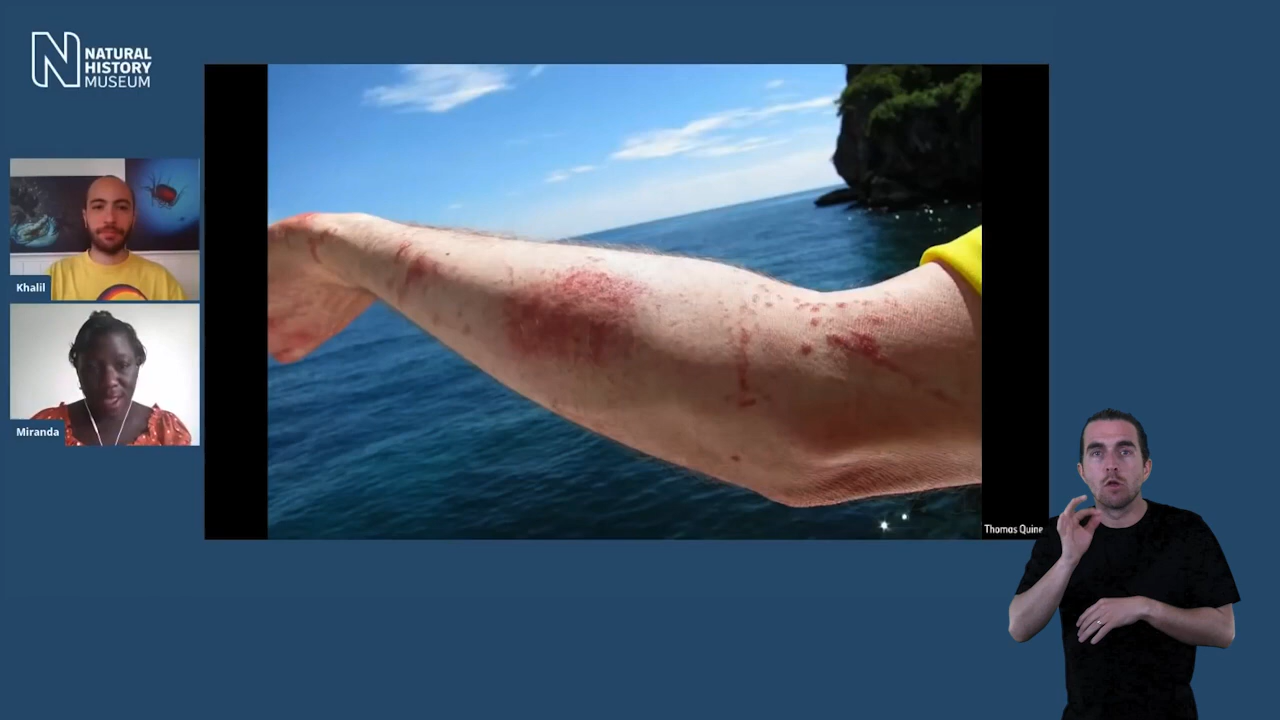 NATURAL
HISTORY
MUSEUM
Khalil
Miranda
Thomas Quine